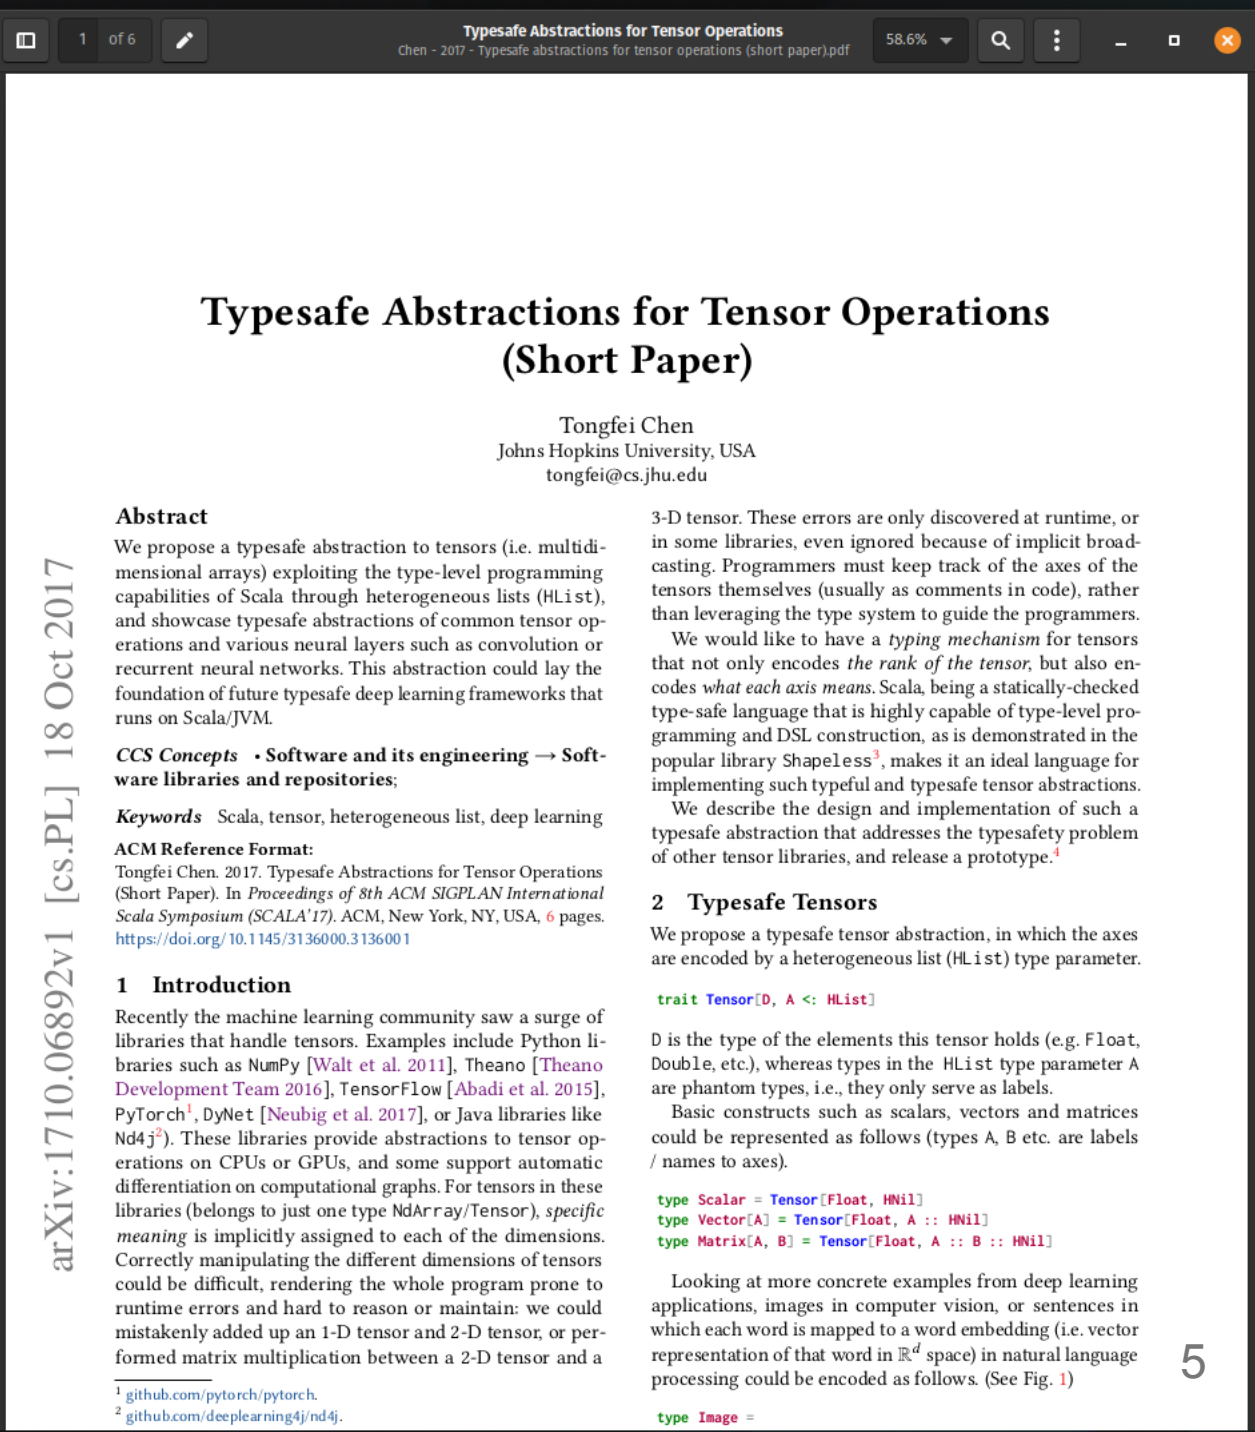 1 of 6
Typesafe Abstractions for Tensor Operations
Chen - 2017 - Typesafe abstractions for tensor operations (short paper).pdf
58.6%
Typesafe Abstractions for Tensor Operations
(Short Paper)
Tongfei Chen
Johns Hopkins University, USA
tongfei@cs.jhu.edu
arXiv:1710.06892v1 [cs.PL] 18 Oct 2017
Abstract
We propose a typesafe abstraction to tensors (i.e. multidi-
mensional arrays) exploiting the type-level programming
capabilities of Scala through heterogeneous lists (HList),
and showcase typesafe abstractions of common tensor op-
erations and various neural layers such as convolution or
recurrent neural networks. This abstraction could lay the
foundation of future typesafe deep learning frameworks that
runs on Scala/JVM.
CCS Concepts • Software and its engineering → Soft-
ware libraries and repositories;
Keywords Scala, tensor, heterogeneous list, deep learning
ACM Reference Format:
Tongfei Chen. 2017. Typesafe Abstractions for Tensor Operations
(Short Paper). In Proceedings of 8th ACM SIGPLAN International
Scala Symposium (SCALA'17). ACM, New York, NY, USA, 6 pages.
https://doi.org/10.1145/3136000.3136001
1 Introduction
Recently the machine learning community saw a surge of
libraries that handle tensors. Examples include Python li-
braries such as NumPy [Walt et al. 2011], Theano [Theano
Development Team 2016], TensorFlow [Abadi et al. 2015],
PyTorch¹, DyNet [Neubig et al. 2017], or Java libraries like
Nd4j²). These libraries provide abstractions to tensor op-
erations on CPUs or GPUs, and some support automatic
differentiation on computational graphs. For tensors in these
libraries (belongs to just one type NdArray/Tensor), specific
meaning is implicitly assigned to each of the dimensions.
Correctly manipulating the different dimensions of tensors
could be difficult, rendering the whole program prone to
runtime errors and hard to reason or maintain: we could
mistakenly added up an 1-D tensor and 2-D tensor, or per-
formed matrix multiplication between a 2-D tensor and a
¹ github.com/pytorch/pytorch.
² github.com/deeplearning4j/nd4j.
3-D tensor. These errors are only discovered at runtime, or
in some libraries, even ignored because of implicit broad-
casting. Programmers must keep track of the axes of the
tensors themselves (usually as comments in code), rather
than leveraging the type system to guide the programmers.
We would like to have a typing mechanism for tensors
that not only encodes the rank of the tensor, but also en-
codes what each axis means. Scala, being a statically-checked
type-safe language that is highly capable of type-level pro-
gramming and DSL construction, as is demonstrated in the
popular library Shapeless³, makes it an ideal language for
implementing such typeful and typesafe tensor abstractions.
We describe the design and implementation of such a
typesafe abstraction that addresses the typesafety problem
of other tensor libraries, and release a prototype.⁴
2 Typesafe Tensors
We propose a typesafe tensor abstraction, in which the axes
are encoded by a heterogeneous list (HList) type parameter.
trait Tensor[D, A <: HList]
D is the type of the elements this tensor holds (e.g. Float,
Double, etc.), whereas types in the HList type parameter A
are phantom types, i.e., they only serve as labels.
Basic constructs such as scalars, vectors and matrices
could be represented as follows (types A, B etc. are labels
/ names to axes).
type Scalar = Tensor[Float, HNil]
type Vector[A] = Tensor[Float, A :: HNil]
type Matrix[A, B] = Tensor[Float, A :: B :: HNil]
Looking at more concrete examples from deep learning
applications, images in computer vision, or sentences in
which each word is mapped to a word embedding (i.e. vector
representation of that word in ℝᵈ space) in natural language
processing could be encoded as follows. (See Fig. 1)
type Image =
5